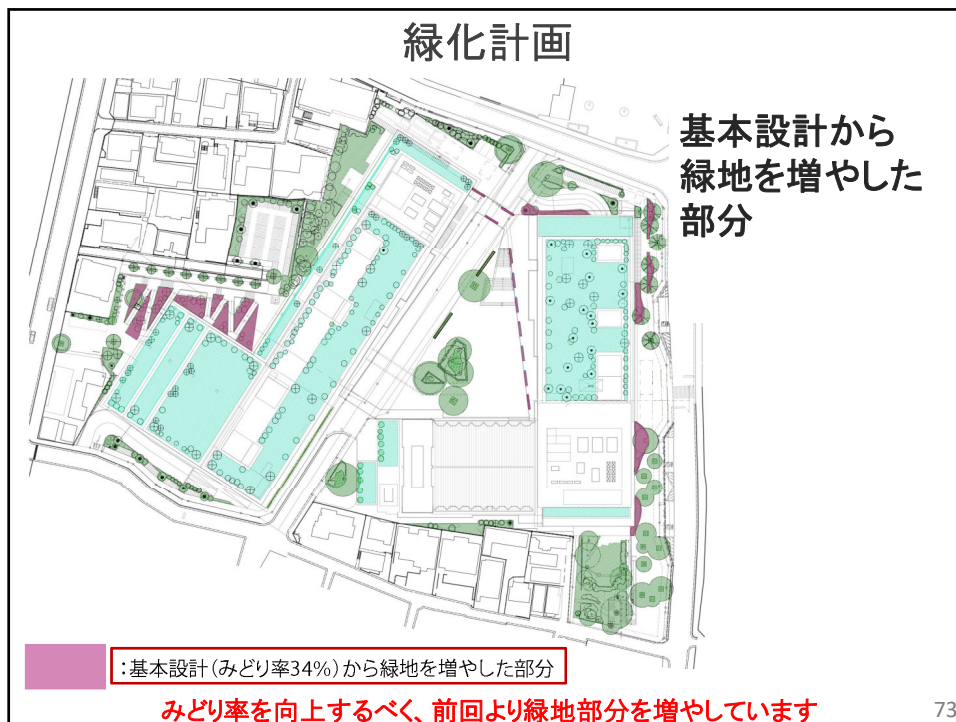 緑化計画
基本設計から
緑地を増やした
部分
:基本設計(みどり率34%)から緑地を増やした部分
みどり率を向上するべく、前回より緑地部分を増やしています
73